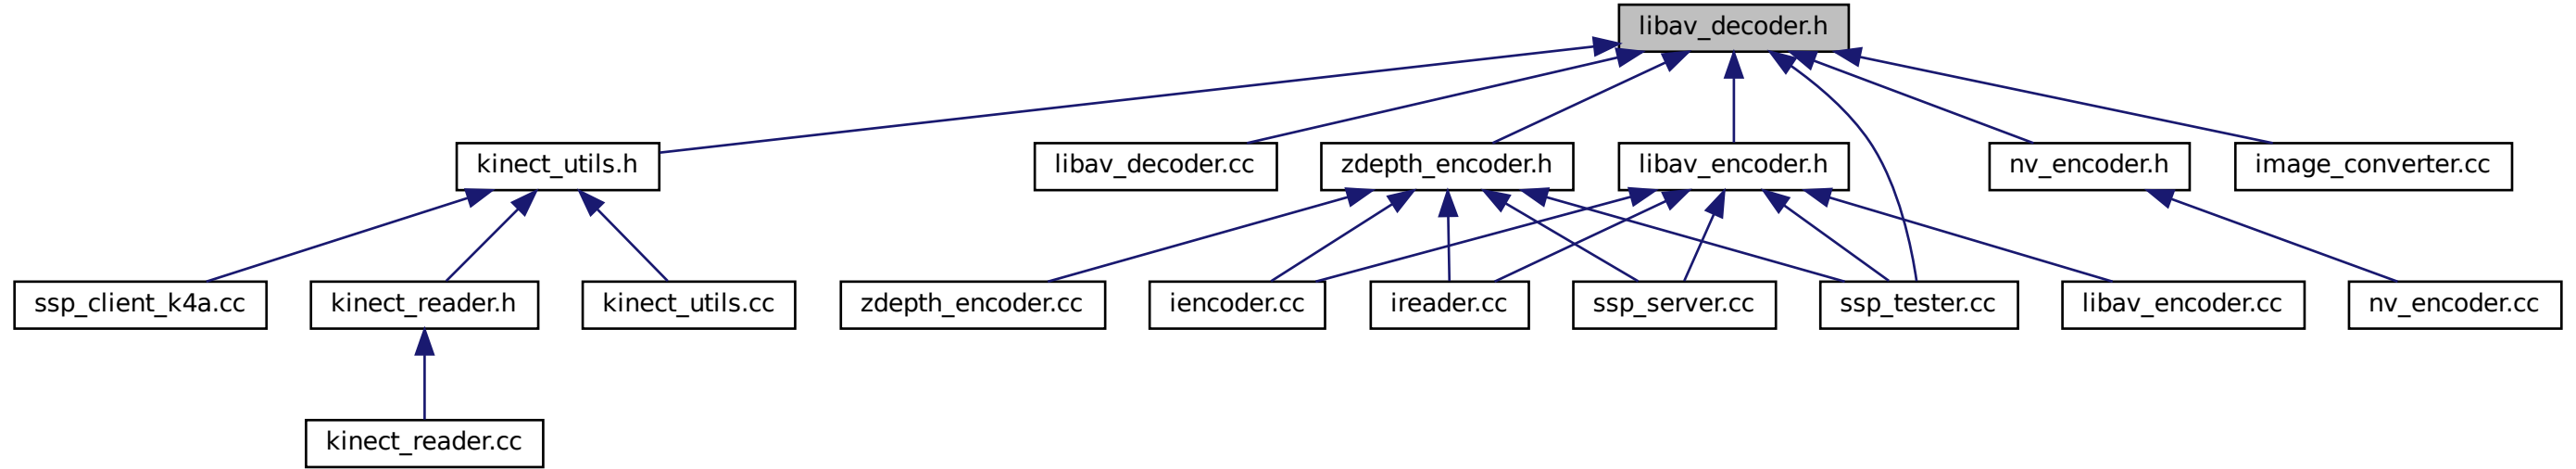 libav_decoder.h
kinect_utils.h
libav_decoder.cc
zdepth_encoder.h
libav_encoder.h
nv_encoder.h
image_converter.cc
ssp_client_k4a.cc
kinect_reader.h
kinect_utils.cc
zdepth_encoder.cc
iencoder.cc
ireader.cc
ssp_server.cc
ssp_tester.cc
libav_encoder.cc
nv_encoder.cc
kinect_reader.cc